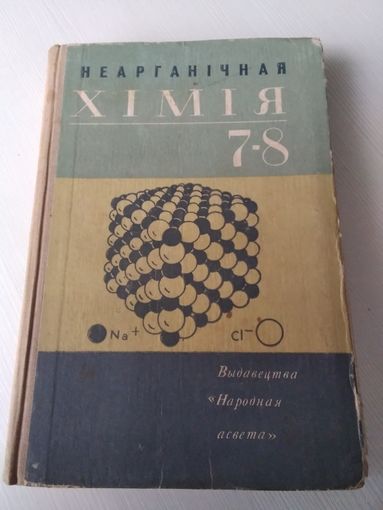 НЕАРГАНІЧНАЯ
ХІМІЯ
7-8
Na+ Cl−
Выдавецтва
«Народная
асвета»